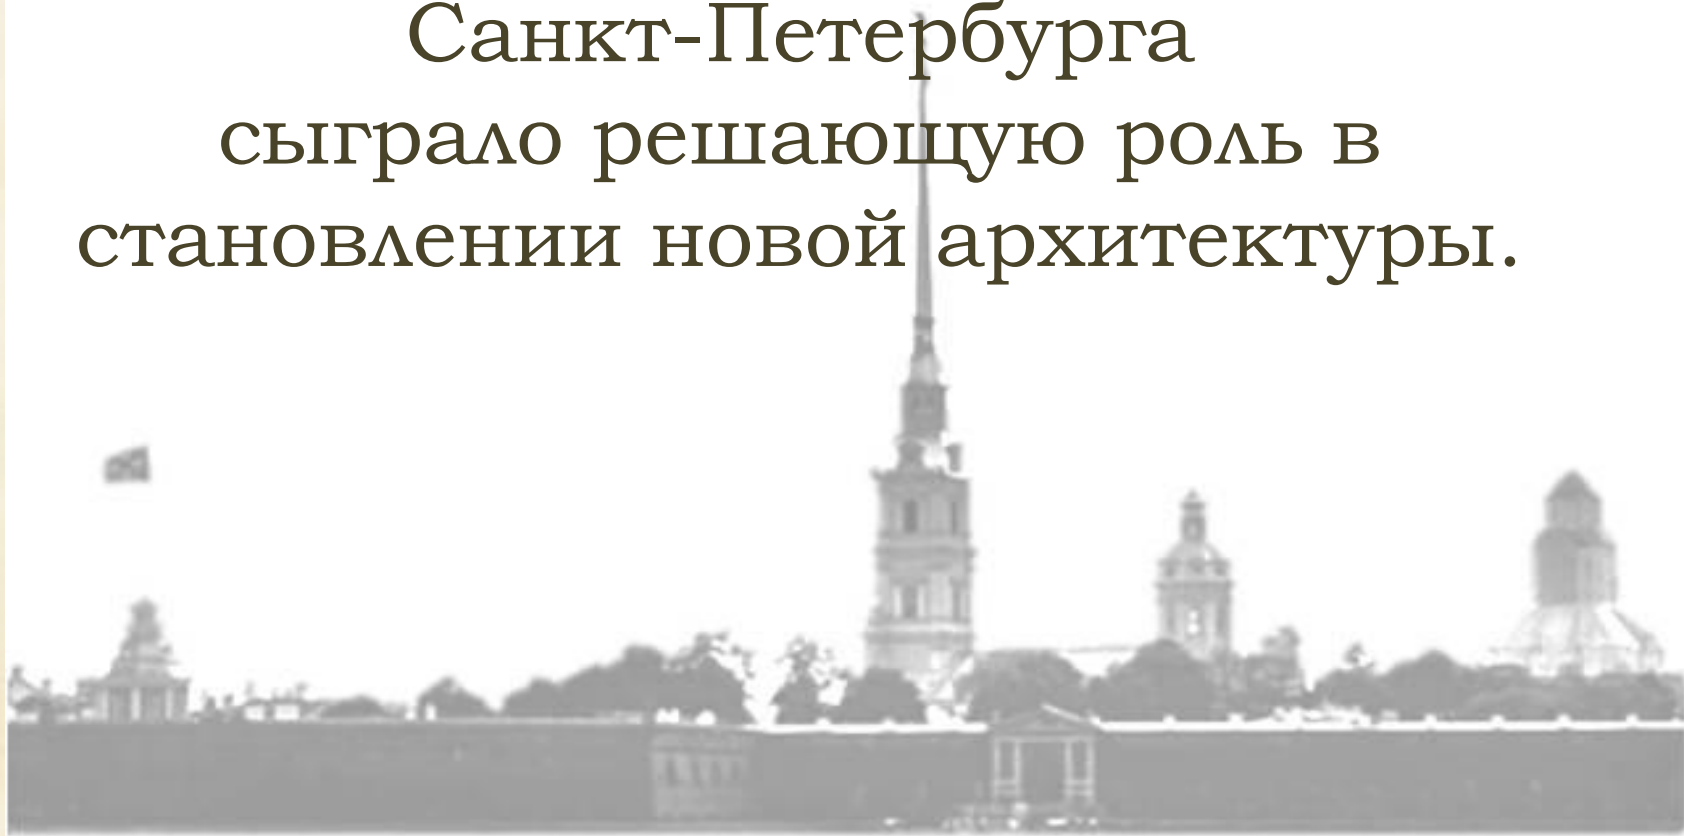 Санкт-Петербурга
сыграло решающую роль в
становлении новой архитектуры.